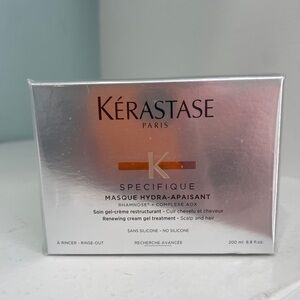 KÉRASTASE
PARIS
K
SPECIFIQUE
MASQUE HYDRA-APAISANT
RHAMNOSE + COMPLEXE AOX
Soin gel-crème restructurant - Cuir chevelu et cheveux
Renewing cream gel treatment - Scalp and hair
SANS SILICONE - NO SILICONE
À RINCER - RINSE-OUT
RECHERCHE AVANCÉE
200 ml 6.8 fl.oz.